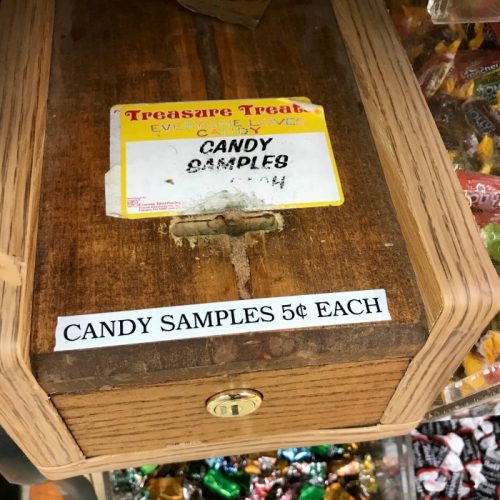 Treasure Treats
EVERYONE LOVES
CANDY
CANDY
SAMPLES
CANDY SAMPLES 5¢ EACH